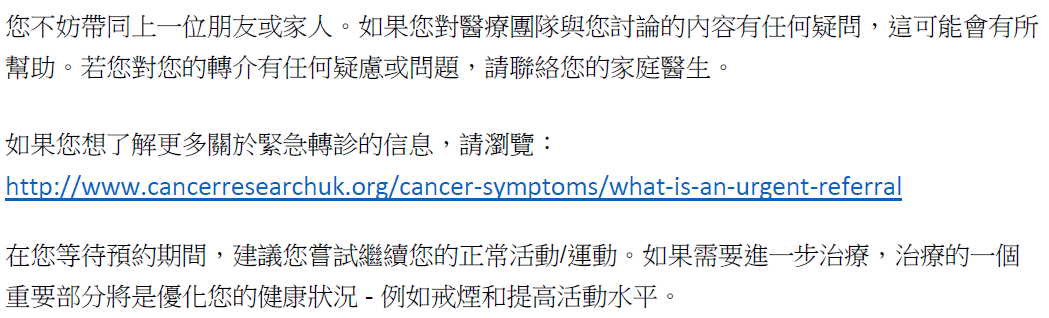 您不妨帶同上一位朋友或家人。如果您對醫療團隊與您討論的內容有任何疑問，這可能會有所
幫助。若您對您的轉介有任何疑慮或問題，請聯絡您的家庭醫生。
如果您想了解更多關於緊急轉診的信息，請瀏覽：
http://www.cancerresearchuk.org/cancer-symptoms/what-is-an-urgent-referral
在您等待預約期間，建議您嘗試繼續您的正常活動/運動。如果需要進一步治療，治療的一個
重要部分將是優化您的健康狀況 - 例如戒煙和提高活動水平。